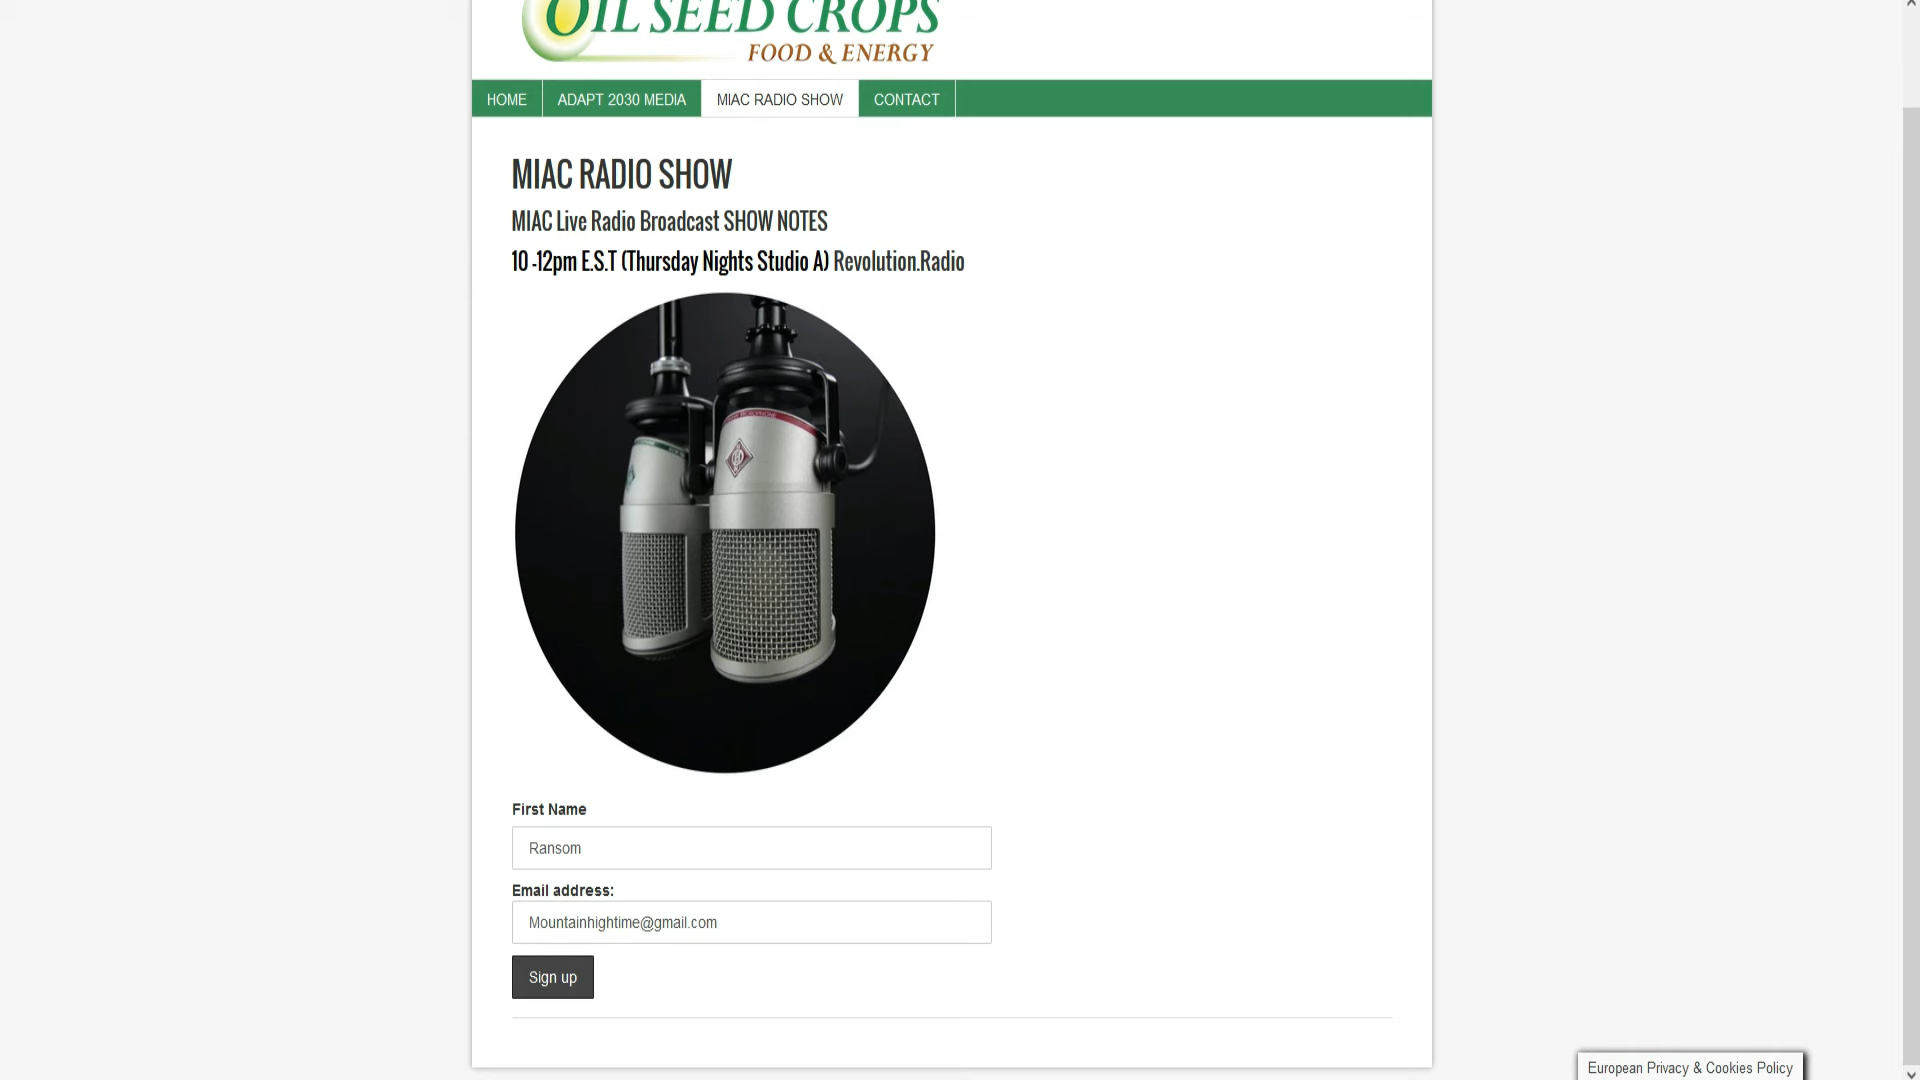 OIL SEED CROPS
FOOD & ENERGY
HOME ADAPT 2030 MEDIA MIAC RADIO SHOW CONTACT
MIAC RADIO SHOW
MIAC Live Radio Broadcast SHOW NOTES
10 -12pm E.S.T (Thursday Nights Studio A) Revolution.Radio
First Name
Ransom
Email address:
Mountainhightime@gmail.com
Sign up
European Privacy & Cookies Policy